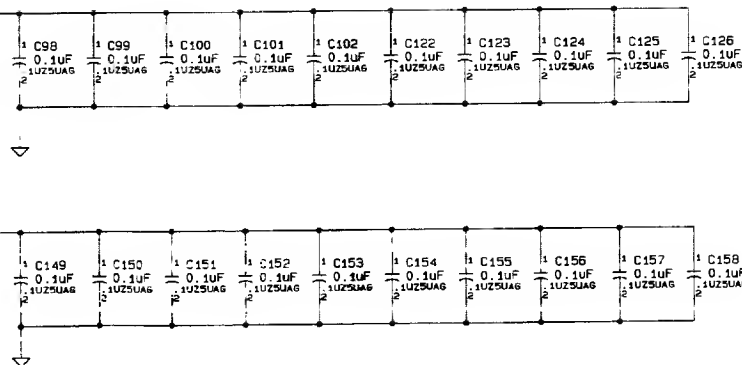 1 C98 1 C99 1 C100 1 C101 1 C102 1 C122 1 C123 1 C124 1 C125 1 C126
0.1uF 0.1uF 0.1uF 0.1uF 0.1uF 0.1uF 0.1uF 0.1uF 0.1uF 0.1uF
.1UZ5UAG .1UZ5UAG .1UZ5UAG .1UZ5UAG .1UZ5UAG .1UZ5UAG .1UZ5UAG .1UZ5UAG .1UZ5UAG .1UZ5UAG
2 2 2 2 2 2 2 2 2 2
1 C149 1 C150 1 C151 1 C152 1 C153 1 C154 1 C155 1 C156 1 C157 1 C158
0.1uF 0.1uF 0.1uF 0.1uF 0.1uF 0.1uF 0.1uF 0.1uF 0.1uF 0.1uF
.1UZ5UAG .1UZ5UAG .1UZ5UAG .1UZ5UAG .1UZ5UAG .1UZ5UAG .1UZ5UAG .1UZ5UAG .1UZ5UAG .1UZ5UA
2 2 2 2 2 2 2 2 2 2